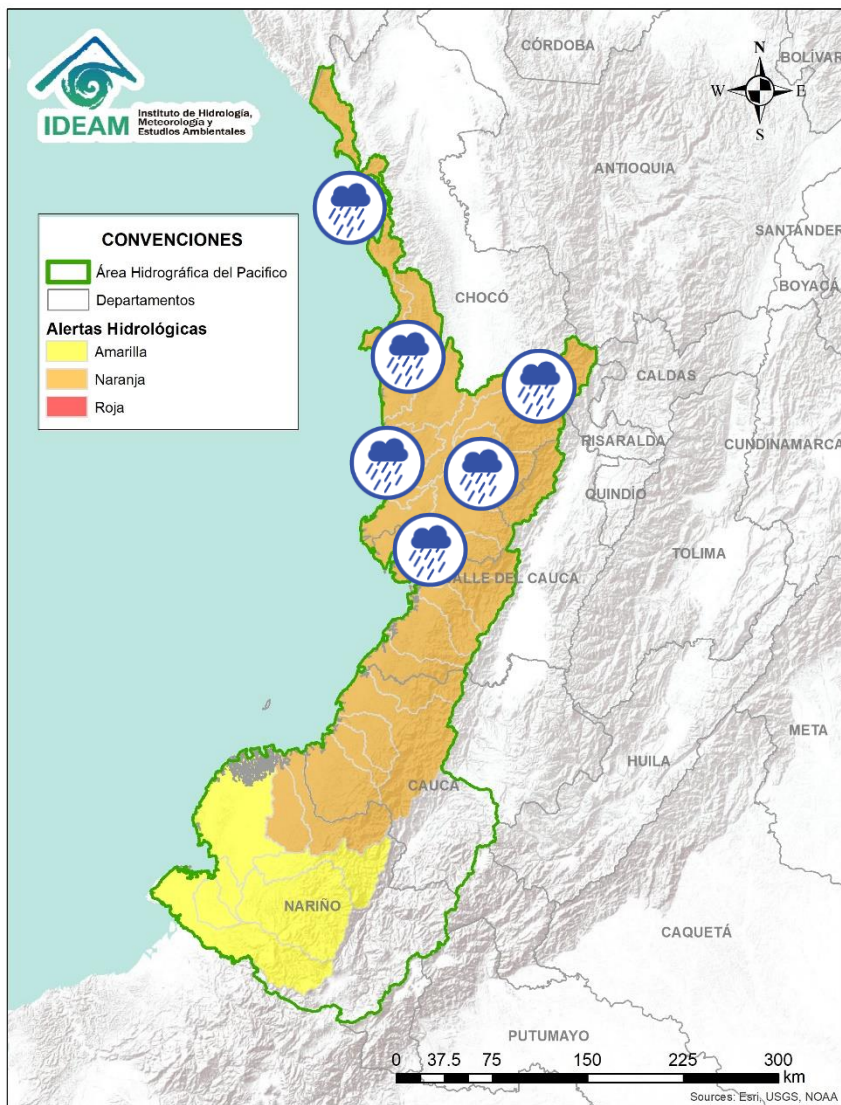 IDEAM
Instituto de Hidrología,
Meteorología y
Estudios Ambientales
CÓRDOBA
BOLÍVAR
N
W
E
S
ANTIOQUIA
SANTANDER
BOYACÁ
CONVENCIONES
Área Hidrográfica del Pacifico
Departamentos
Alertas Hidrológicas
Amarilla
Naranja
Roja
CHOCÓ
CALDAS
RISARALDA
CUNDINAMARCA
QUINDÍO
TOLIMA
ALLE DEL CAUCA
META
HUILA
CAUCA
NARIÑO
CAQUETÁ
PUTUMAYO
0 37.5 75 150 225 300
km
Sources: Esri, USGS, NOAA